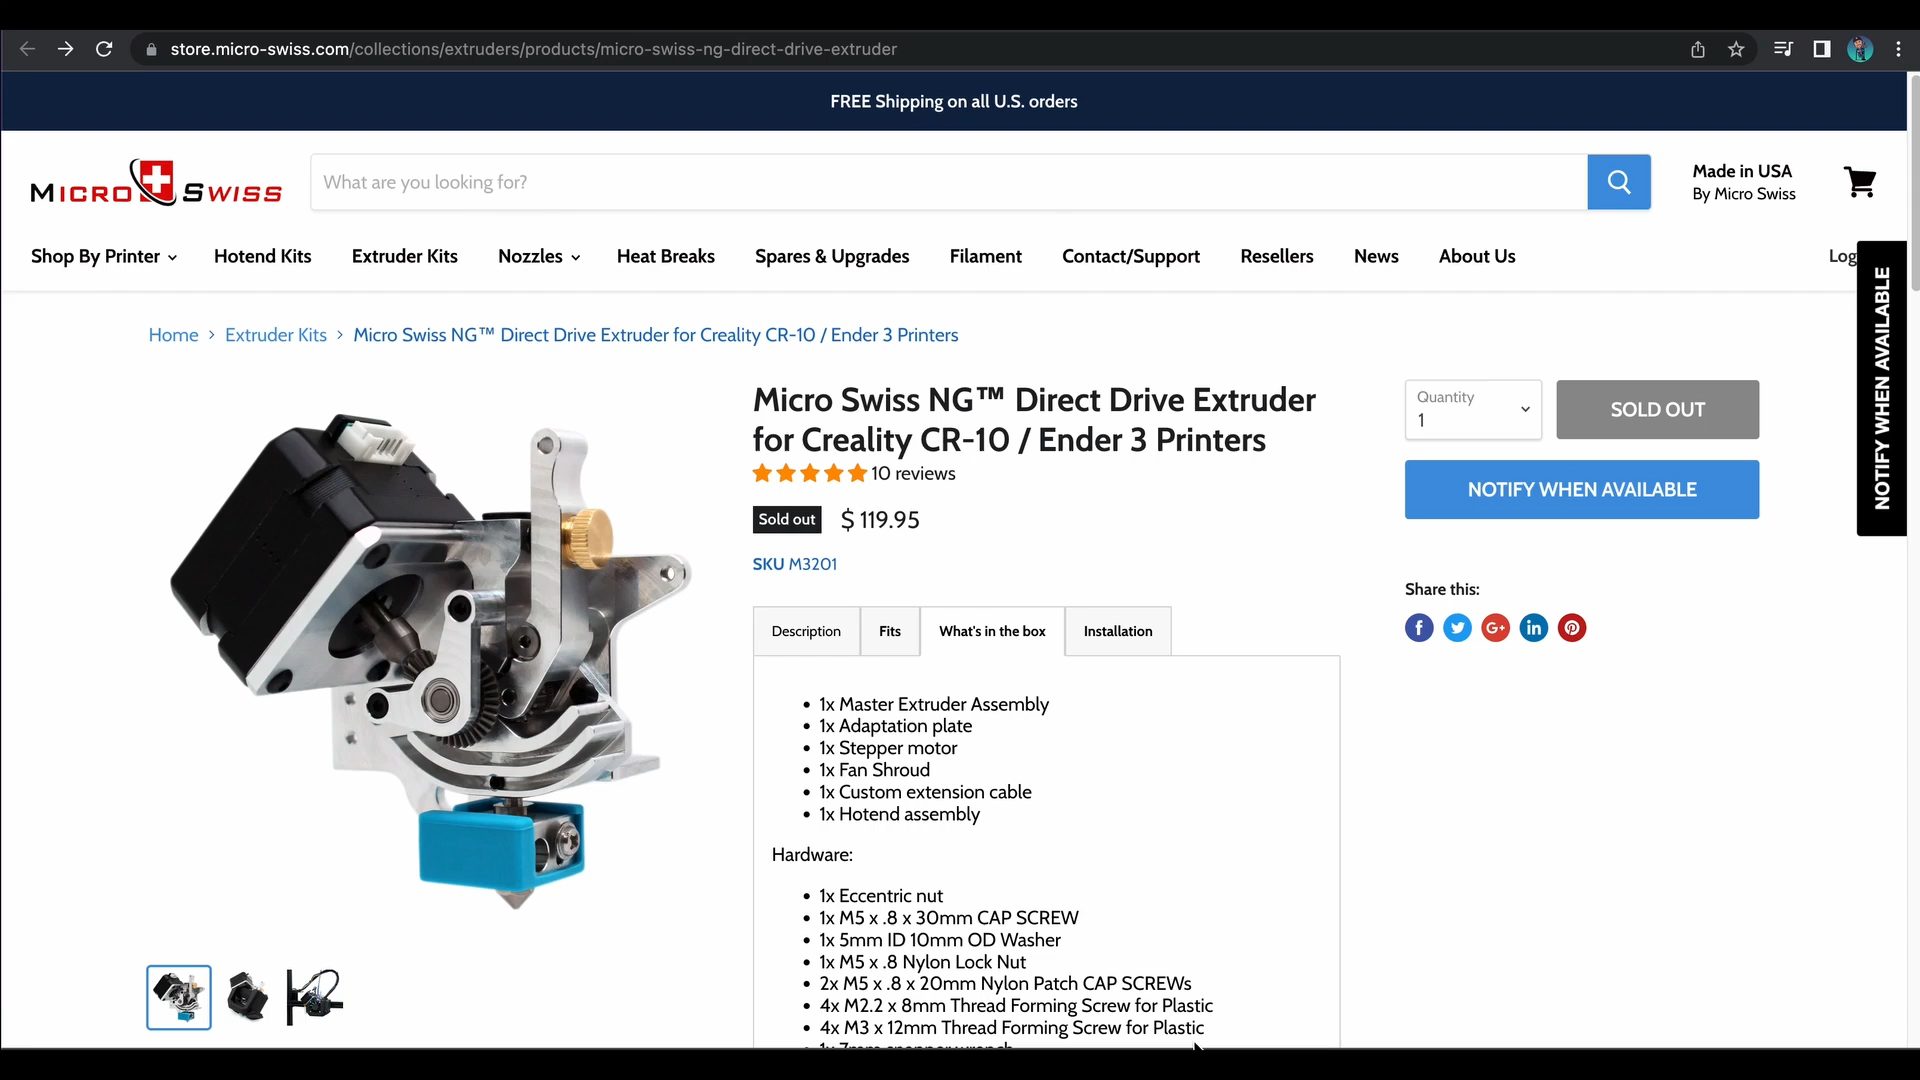 store.micro-swiss.com/collections/extruders/products/micro-swiss-ng-direct-drive-extruder
FREE Shipping on all U.S. orders
MICRO SWISS
What are you looking for?
Made in USA
By Micro Swiss
Shop By Printer
Hotend Kits
Extruder Kits
Nozzles
Heat Breaks
Spares & Upgrades
Filament
Contact/Support
Resellers
News
About Us
Log
NOTIFY WHEN AVAILABLE
Home > Extruder Kits > Micro Swiss NG™ Direct Drive Extruder for Creality CR-10 / Ender 3 Printers
Micro Swiss NG™ Direct Drive Extruder
for Creality CR-10 / Ender 3 Printers
10 reviews
Sold out $ 119.95
SKU M3201
Quantity
1
SOLD OUT
NOTIFY WHEN AVAILABLE
Share this:
Description
Fits
What's in the box
Installation
• 1x Master Extruder Assembly
• 1x Adaptation plate
• 1x Stepper motor
• 1x Fan Shroud
• 1x Custom extension cable
• 1x Hotend assembly
Hardware:
• 1x Eccentric nut
• 1x M5 x .8 x 30mm CAP SCREW
• 1x 5mm ID 10mm OD Washer
• 1x M5 x .8 Nylon Lock Nut
• 2x M5 x .8 x 20mm Nylon Patch CAP SCREWs
• 4x M2.2 x 8mm Thread Forming Screw for Plastic
• 4x M3 x 12mm Thread Forming Screw for Plastic